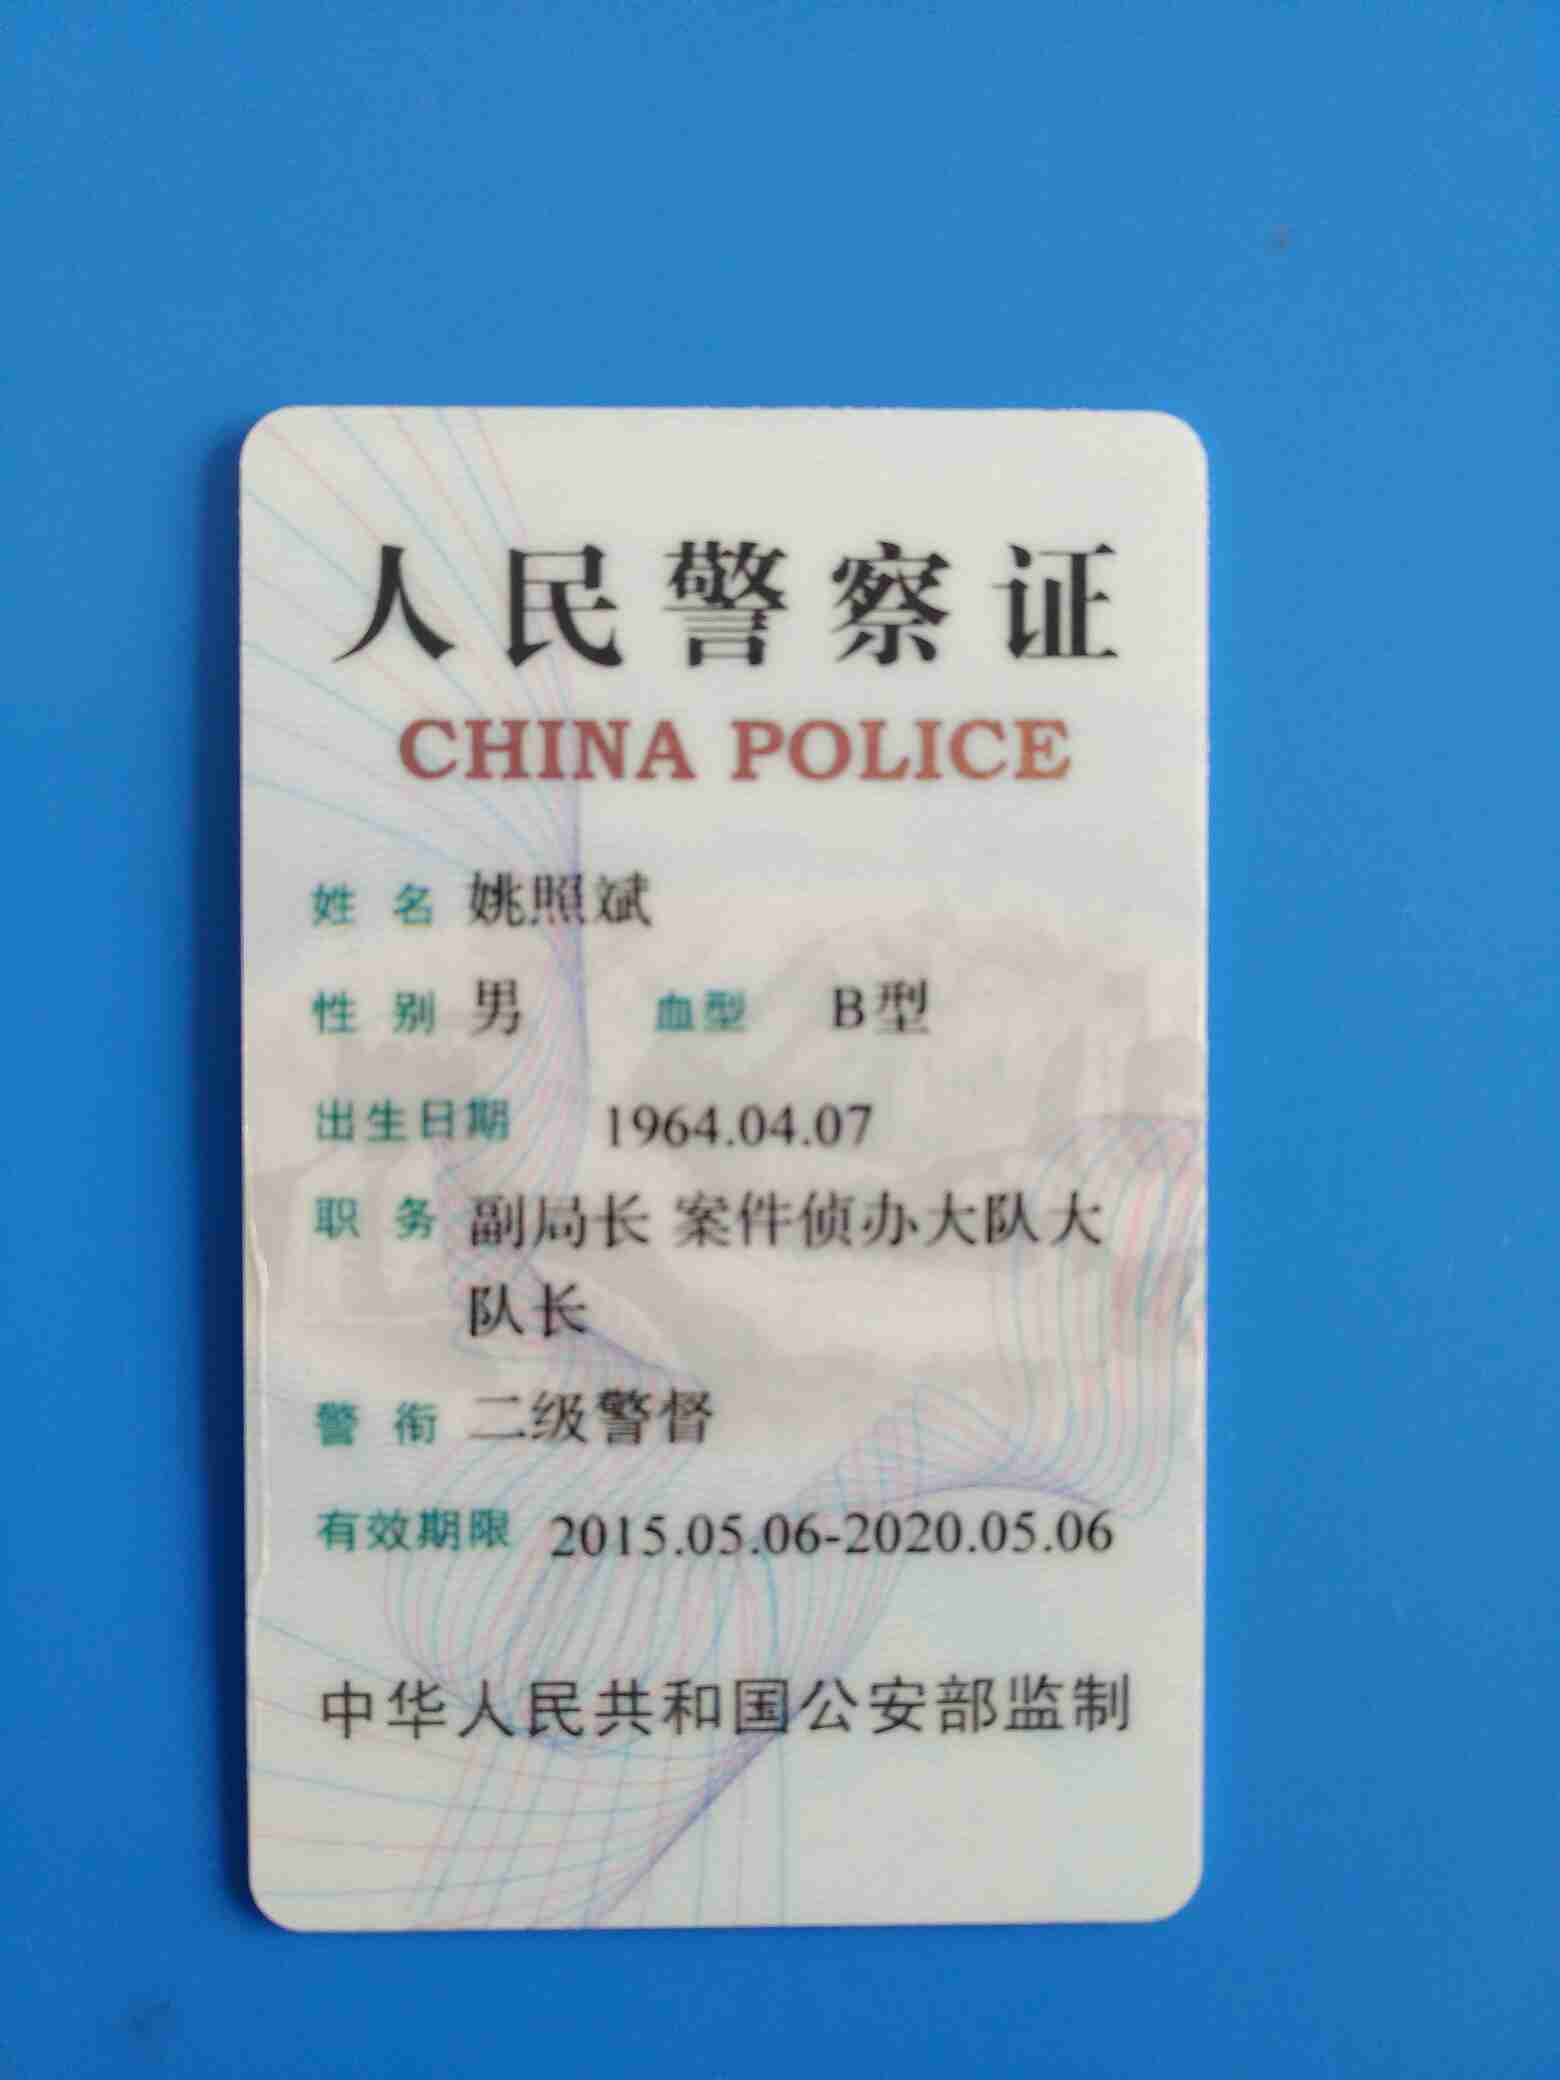 人民警察证
CHINA POLICE
姓名 姚照斌
性别 男 血型 B型
出生日期 1964.04.07
职务 副局长 案件侦办大队大
队长
警衔 二级警督
有效期限 2015.05.06-2020.05.06
中华人民共和国公安部监制